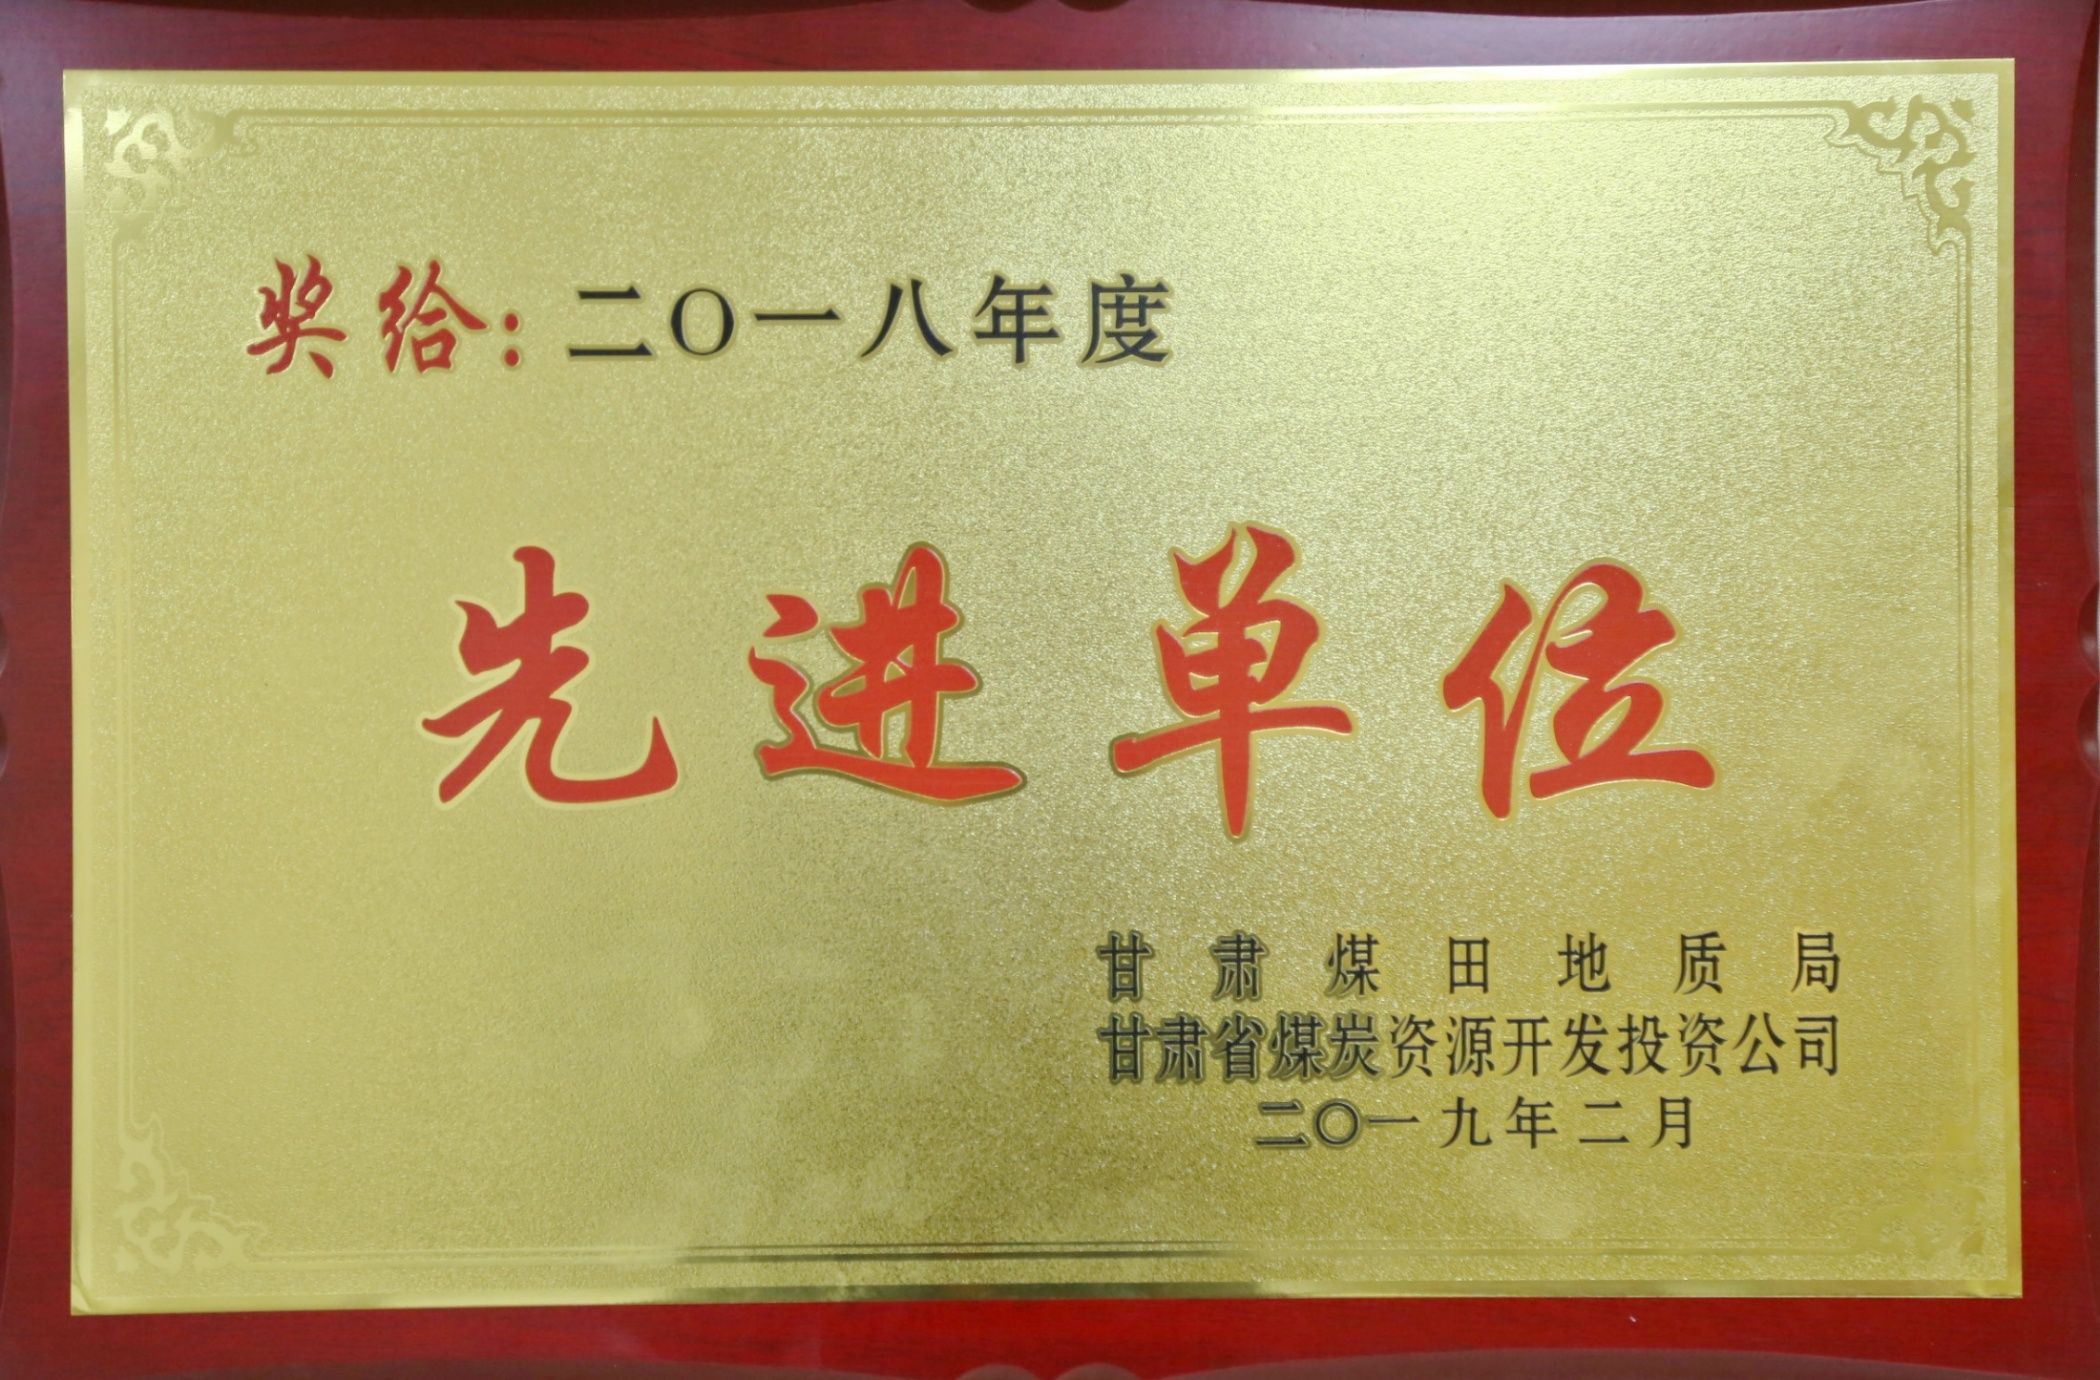 奖给：二〇一八年度
先进单位
甘肃煤田地质局
甘肃省煤炭资源开发投资公司
二〇一九年二月